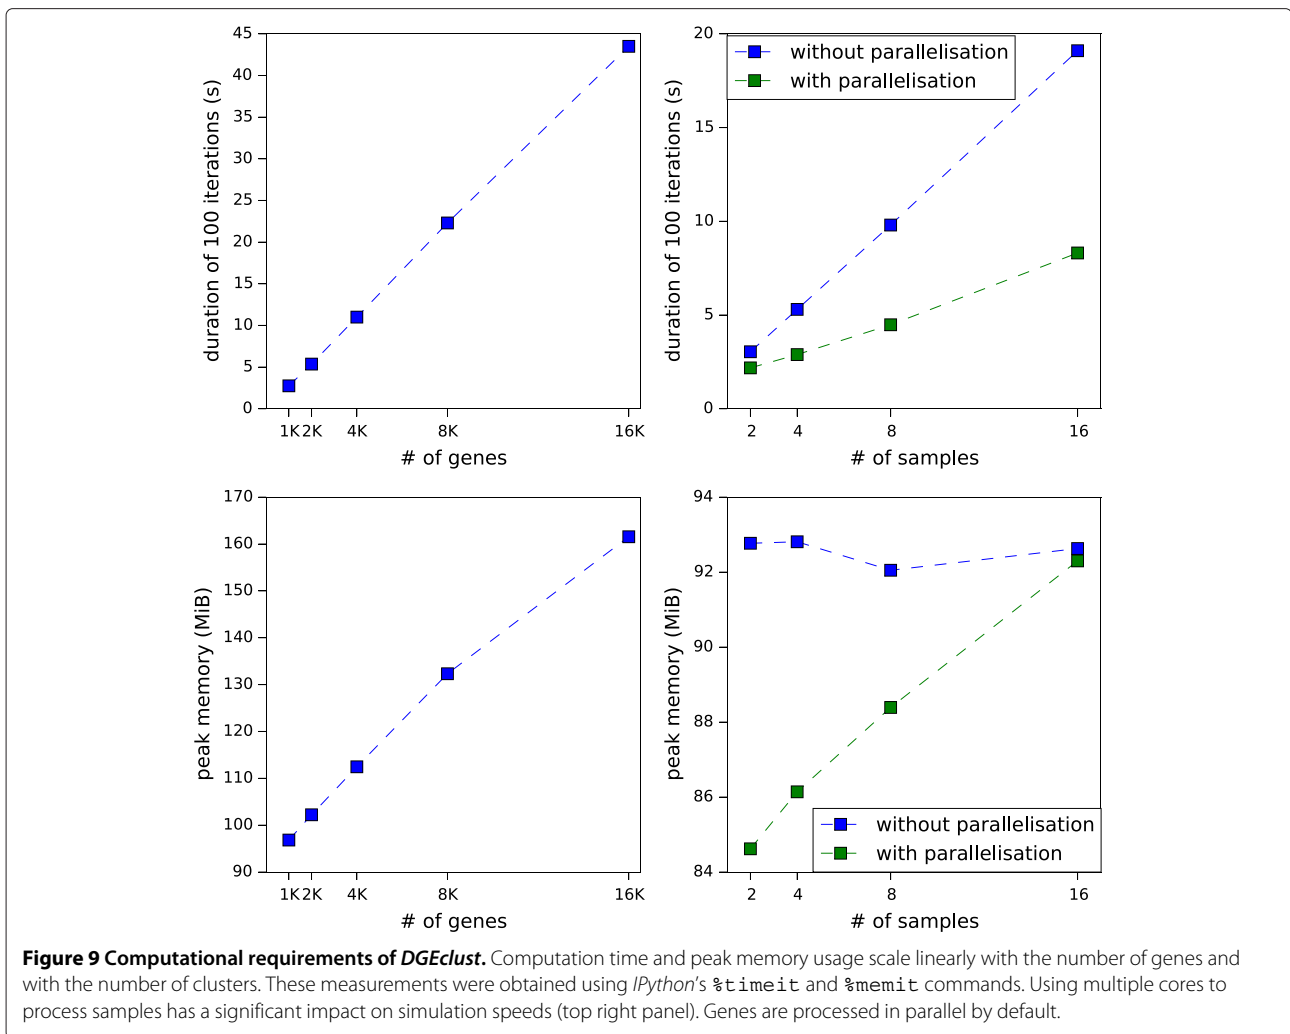 45
40
35
30
25
20
15
10
5
0
duration of 100 iterations (s)
1K 2K 4K 8K 16K
# of genes
20
15
10
5
0
duration of 100 iterations (s)
without parallelisation
with parallelisation
2 4 8 16
# of samples
170
160
150
140
130
120
110
100
90
peak memory (MiB)
1K 2K 4K 8K 16K
# of genes
94
92
90
88
86
84
peak memory (MiB)
without parallelisation
with parallelisation
2 4 8 16
# of samples
Figure 9 Computational requirements of DGEclust. Computation time and peak memory usage scale linearly with the number of genes and
with the number of clusters. These measurements were obtained using IPython's %timeit and %memit commands. Using multiple cores to
process samples has a significant impact on simulation speeds (top right panel). Genes are processed in parallel by default.